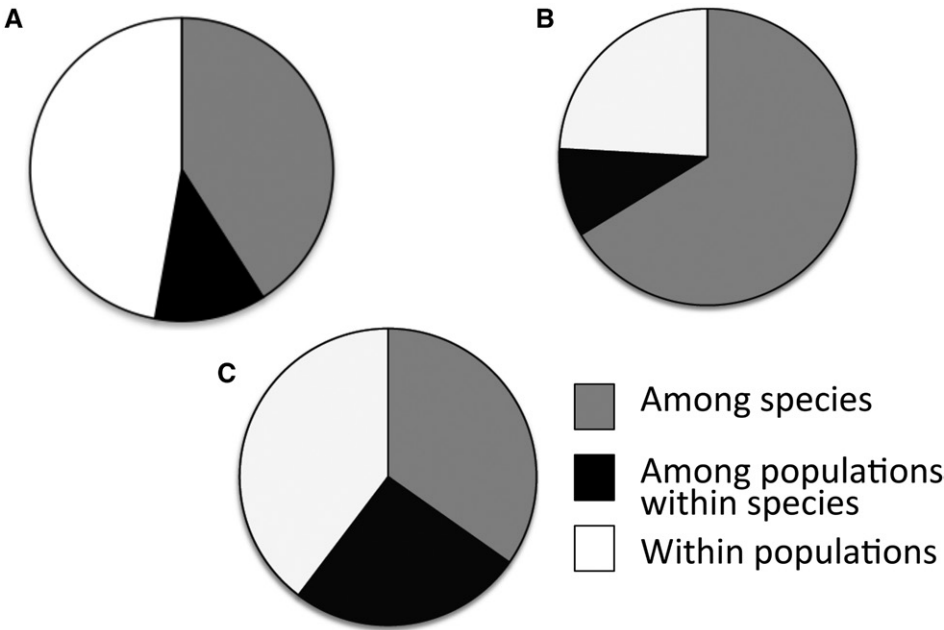 A
B
C
Among species
Among populations
within species
Within populations